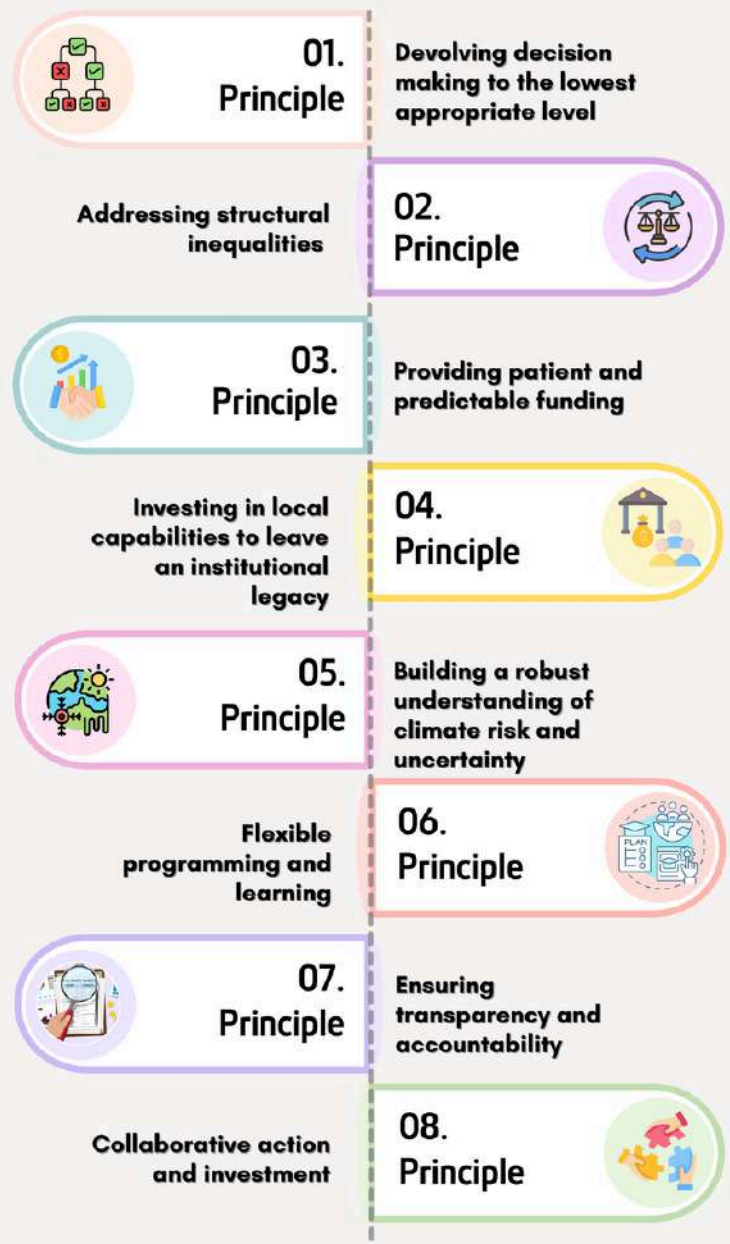 01.
Principle
Devolving decision
making to the lowest
appropriate level
02.
Principle
Addressing structural
inequalities
03.
Principle
Providing patient and
predictable funding
04.
Principle
Investing in local
capabilities to leave
an institutional
legacy
05.
Principle
Building a robust
understanding of
climate risk and
uncertainty
06.
Principle
PLAN
Flexible
programming and
learning
07.
Principle
Ensuring
transparency and
accountability
08.
Principle
Collaborative action
and investment